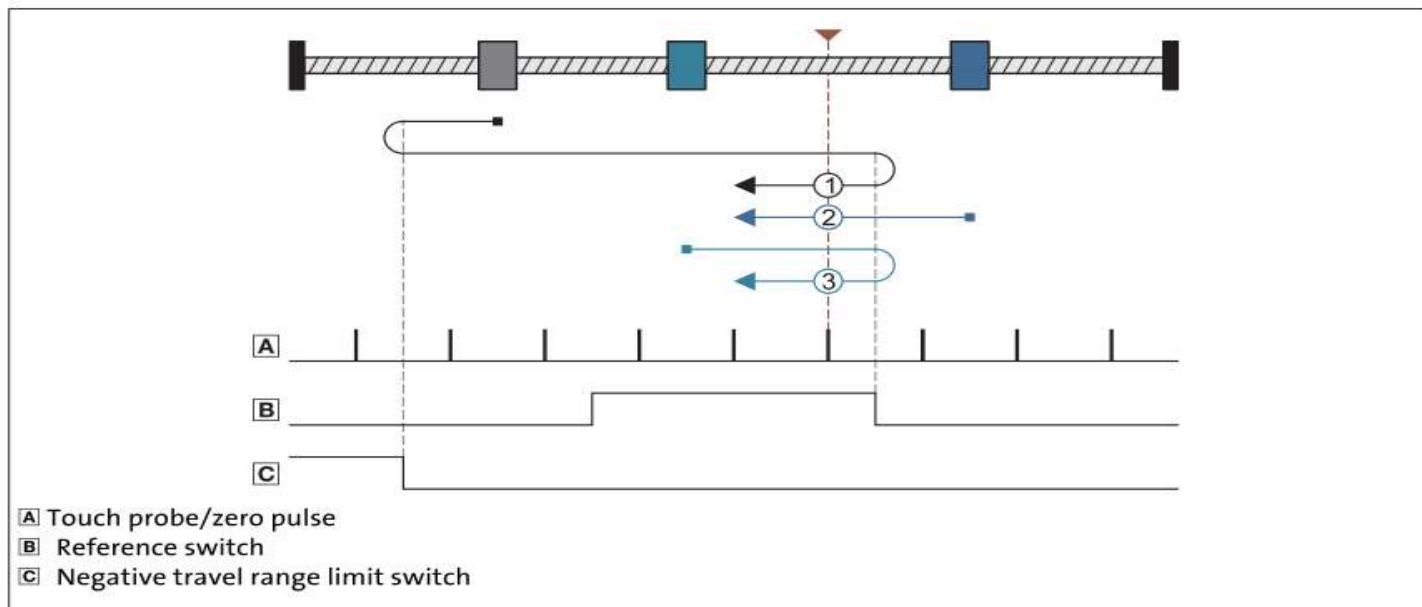 1
2
3
A
B
C
A Touch probe/zero pulse
B Reference switch
C Negative travel range limit switch